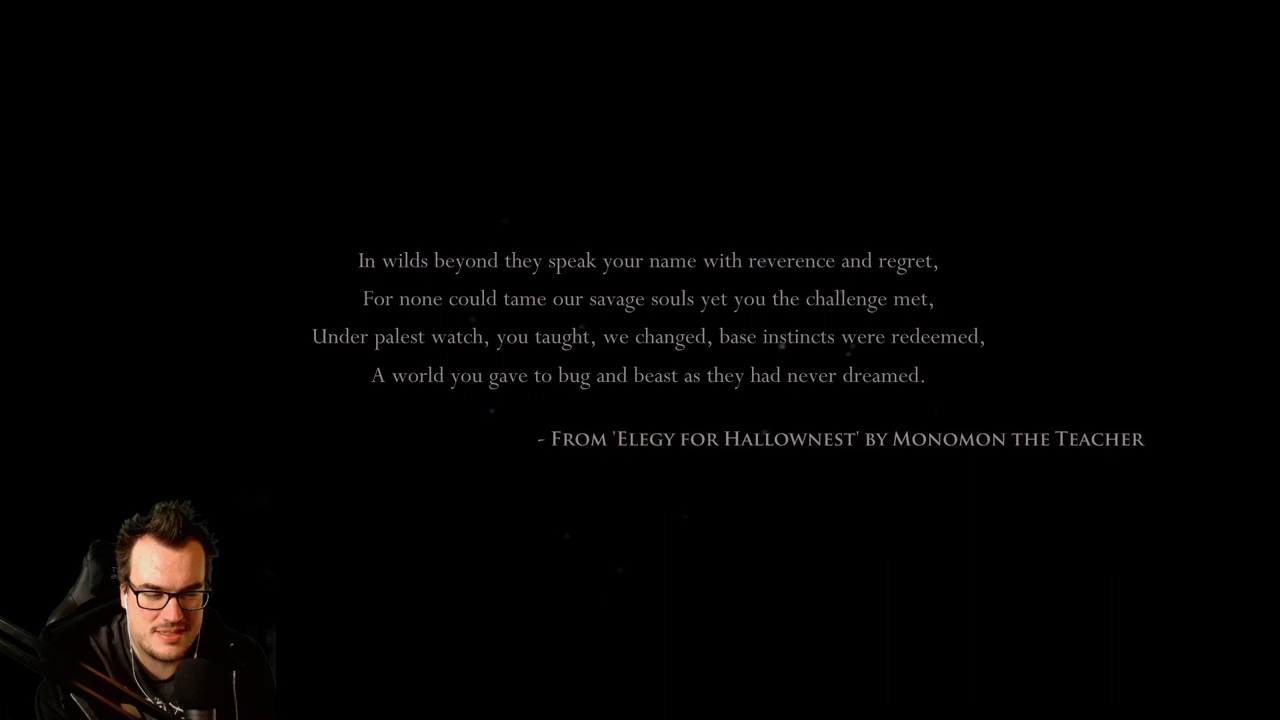 In wilds beyond they speak your name with reverence and regret,
For none could tame our savage souls yet you the challenge met,
Under palest watch, you taught, we changed, base instincts were redeemed,
A world you gave to bug and beast as they had never dreamed.
- From 'Elegy for Hallownest' by Monomon the Teacher